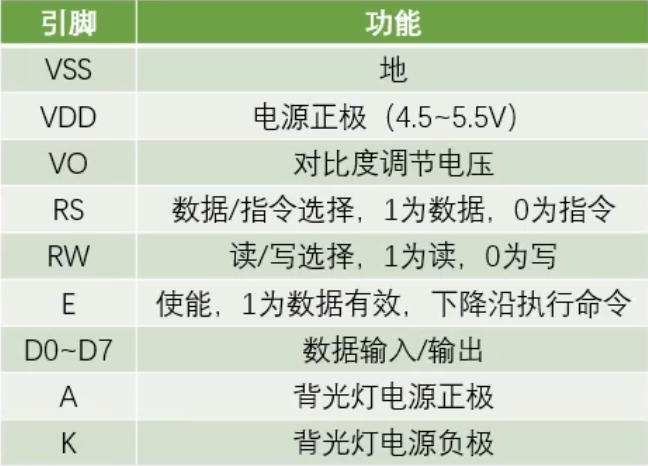 引脚 功能
VSS 地
VDD 电源正极（4.5~5.5V）
VO 对比度调节电压
RS 数据/指令选择，1为数据，0为指令
RW 读/写选择，1为读，0为写
E 使能，1为数据有效，下降沿执行命令
D0~D7 数据输入/输出
A 背光灯电源正极
K 背光灯电源负极